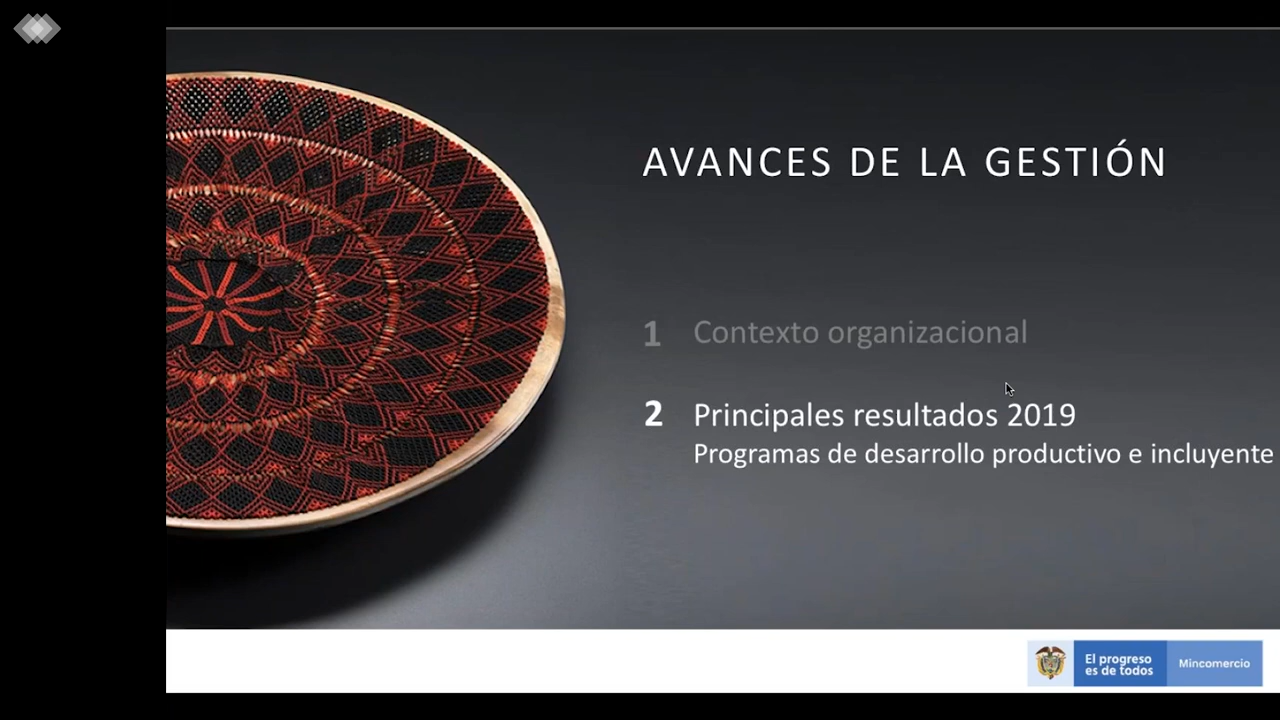 AVANCES DE LA GESTIÓN
1 Contexto organizacional
2 Principales resultados 2019
Programas de desarrollo productivo e incluyente
El progreso
es de todos
Mincomercio